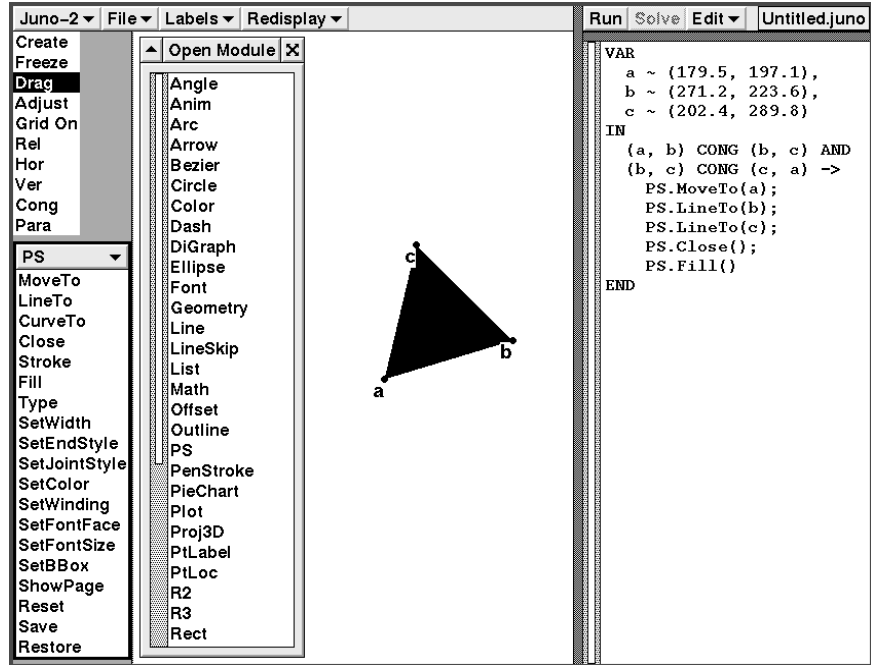 Juno-2 File Labels Redisplay
Run Solve Edit Untitled.juno
Create
Freeze
Drag
Adjust
Grid On
Rel
Hor
Ver
Cong
Para
PS
MoveTo
LineTo
CurveTo
Close
Stroke
Fill
Type
SetWidth
SetEndStyle
SetJointStyle
SetColor
SetWinding
SetFontFace
SetFontSize
SetBBox
ShowPage
Reset
Save
Restore
Open Module
Angle
Anim
Arc
Arrow
Bezier
Circle
Color
Dash
DiGraph
Ellipse
Font
Geometry
Line
LineSkip
List
Math
Offset
Outline
PS
PenStroke
PieChart
Plot
Proj3D
PtLabel
PtLoc
R2
R3
Rect
c
b
a
VAR
a ~ (179.5, 197.1),
b ~ (271.2, 223.6),
c ~ (202.4, 289.8)
IN
(a, b) CONG (b, c) AND
(b, c) CONG (c, a) ->
PS.MoveTo(a);
PS.LineTo(b);
PS.LineTo(c);
PS.Close();
PS.Fill()
END